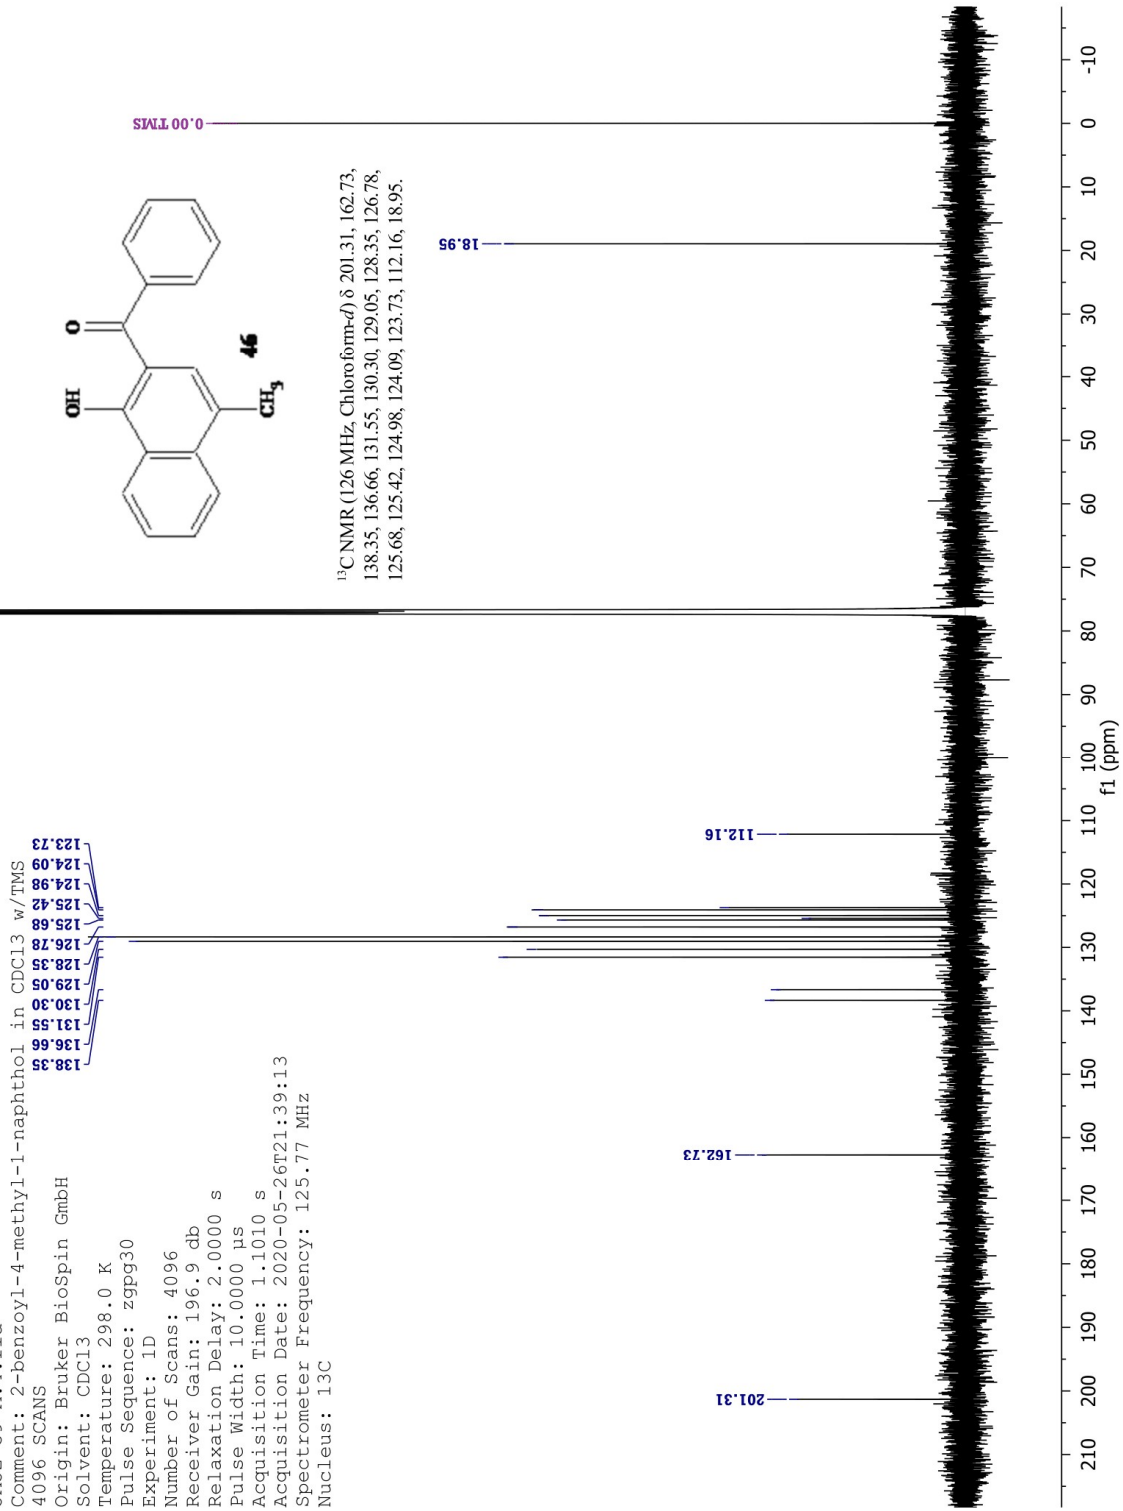 Comment: 2-benzoyl-4-methyl-1-naphthol in CDCl3 w/TMS
4096 SCANS
Origin: Bruker BioSpin GmbH
Solvent: CDCl3
Temperature: 298.0 K
Pulse Sequence: zgpg30
Experiment: 1D
Number of Scans: 4096
Receiver Gain: 196.9 db
Relaxation Delay: 2.0000 s
Pulse Width: 10.0000 µs
Acquisition Time: 1.1010 s
Acquisition Date: 2020-05-26T21:39:13
Spectrometer Frequency: 125.77 MHz
Nucleus: 13C
201.31
162.73
138.35
136.66
131.55
130.30
129.05
128.35
126.78
125.68
125.42
124.98
124.09
123.73
112.16
18.95
0.00 TMS
OH
O
CH3
46
¹³C NMR (126 MHz, Chloroform-d) δ 201.31, 162.73,
138.35, 136.66, 131.55, 130.30, 129.05, 128.35, 126.78,
125.68, 125.42, 124.98, 124.09, 123.73, 112.16, 18.95.
210 200 190 180 170 160 150 140 130 120 110 100 90 80 70 60 50 40 30 20 10 0 -10
f1 (ppm)